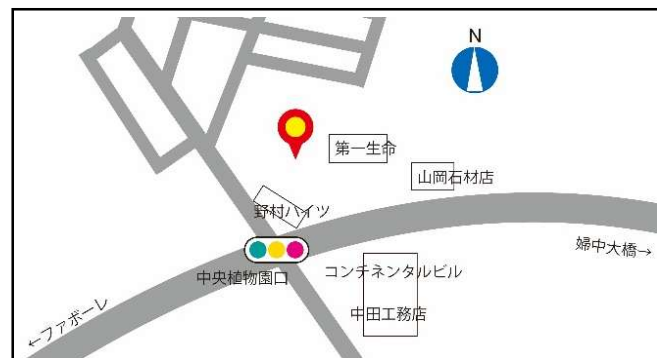 N
第一生命
山岡石材店
野村ハイツ
婦中大橋→
中央植物園口
コンチネンタルビル
中田工務店
←ファボーレ